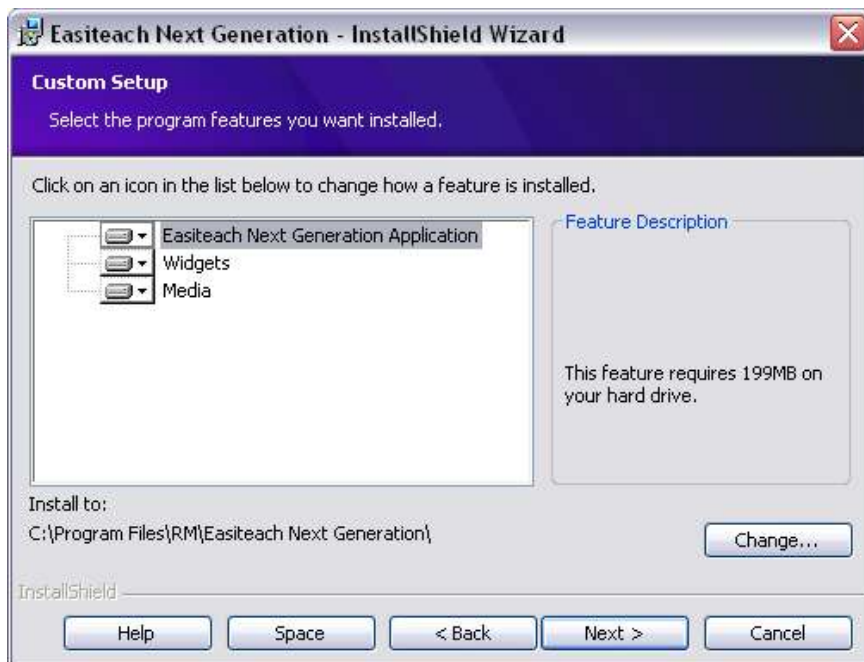 Easiteach Next Generation - InstallShield Wizard
Custom Setup
Select the program features you want installed.
Click on an icon in the list below to change how a feature is installed.
Easiteach Next Generation Application
Widgets
Media
Feature Description
This feature requires 199MB on
your hard drive.
Install to:
C:\Program Files\RM\Easiteach Next Generation\
Change...
InstallShield
Help
Space
< Back
Next >
Cancel